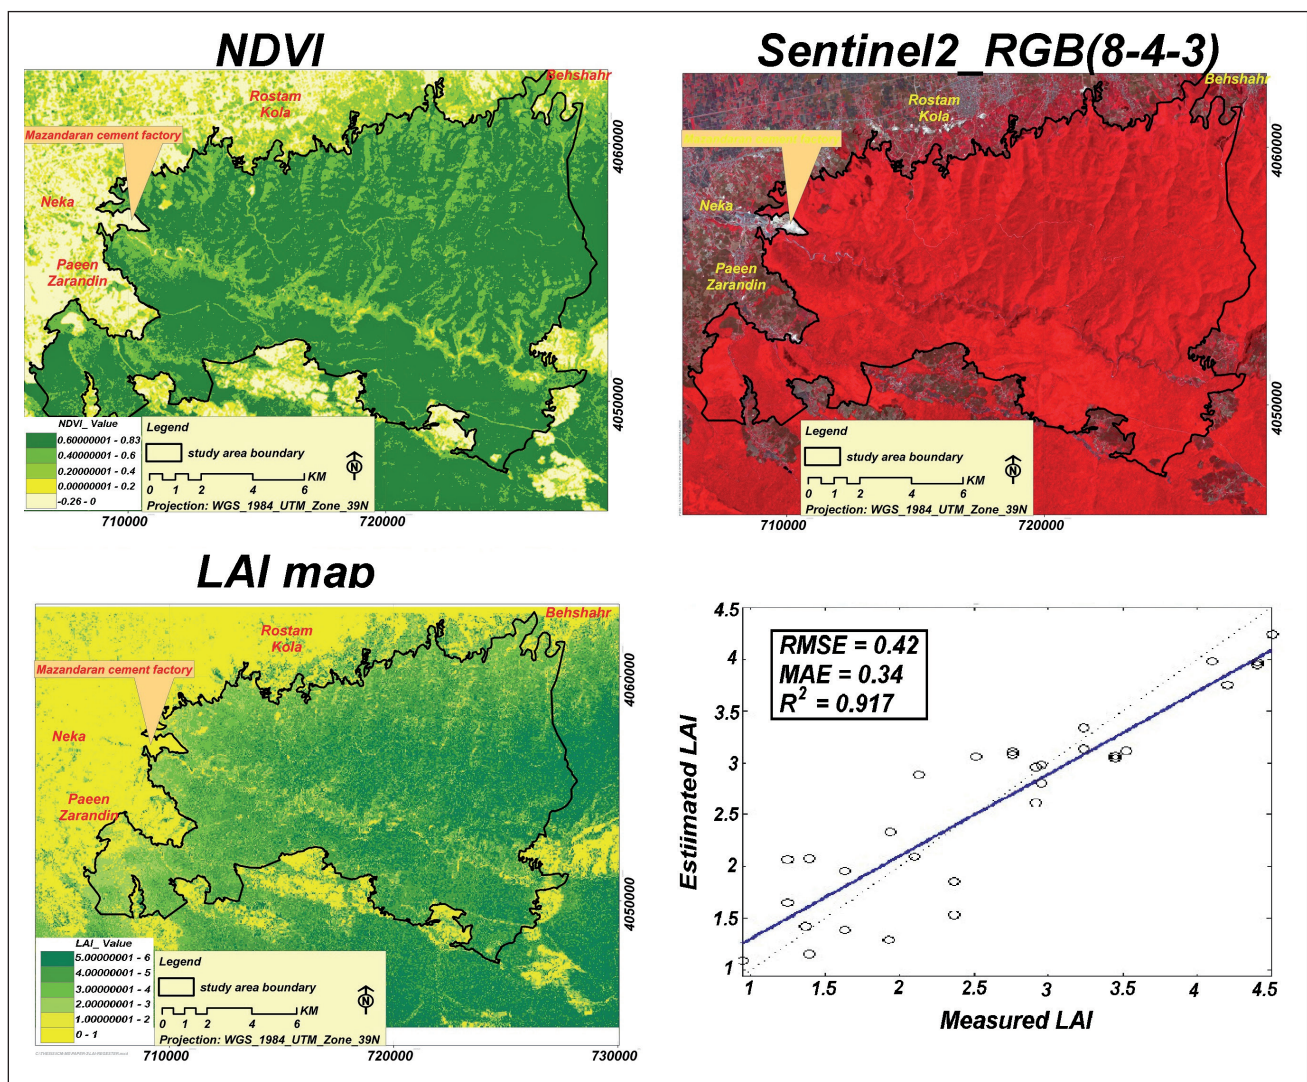 NDVI
Behshahr
Rostam
Kola
Mazandaran cement factory
Neka
Paeen
Zarandin
4060000
4050000
NDVI_ Value
0.60000001 - 0.83
0.40000001 - 0.6
0.20000001 - 0.4
0.00000001 - 0.2
-0.26 - 0
Legend
study area boundary
0 1 2 4 6 KM
N
Projection: WGS_1984_UTM_Zone_39N
710000 720000
Sentinel2_RGB(8-4-3)
Behshahr
Rostam
Kola
Neka
Paeen
Zarandin
4060000
4050000
Legend
study area boundary
0 1 2 4 6 KM
N
Projection: WGS_1984_UTM_Zone_39N
710000 720000
LAI map
Behshahr
Rostam
Kola
Mazandaran cement factory
Neka
Paeen
Zarandin
4060000
4050000
LAI_ Value
5.00000001 - 6
4.00000001 - 5
3.00000001 - 4
2.00000001 - 3
1.00000001 - 2
0 - 1
Legend
study area boundary
0 1 2 4 6 KM
N
Projection: WGS_1984_UTM_Zone_39N
710000 720000 730000
RMSE = 0.42
MAE = 0.34
R² = 0.917
4.5
4
3.5
3
2.5
2
1.5
1
Estiimated LAI
1 1.5 2 2.5 3 3.5 4 4.5
Measured LAI